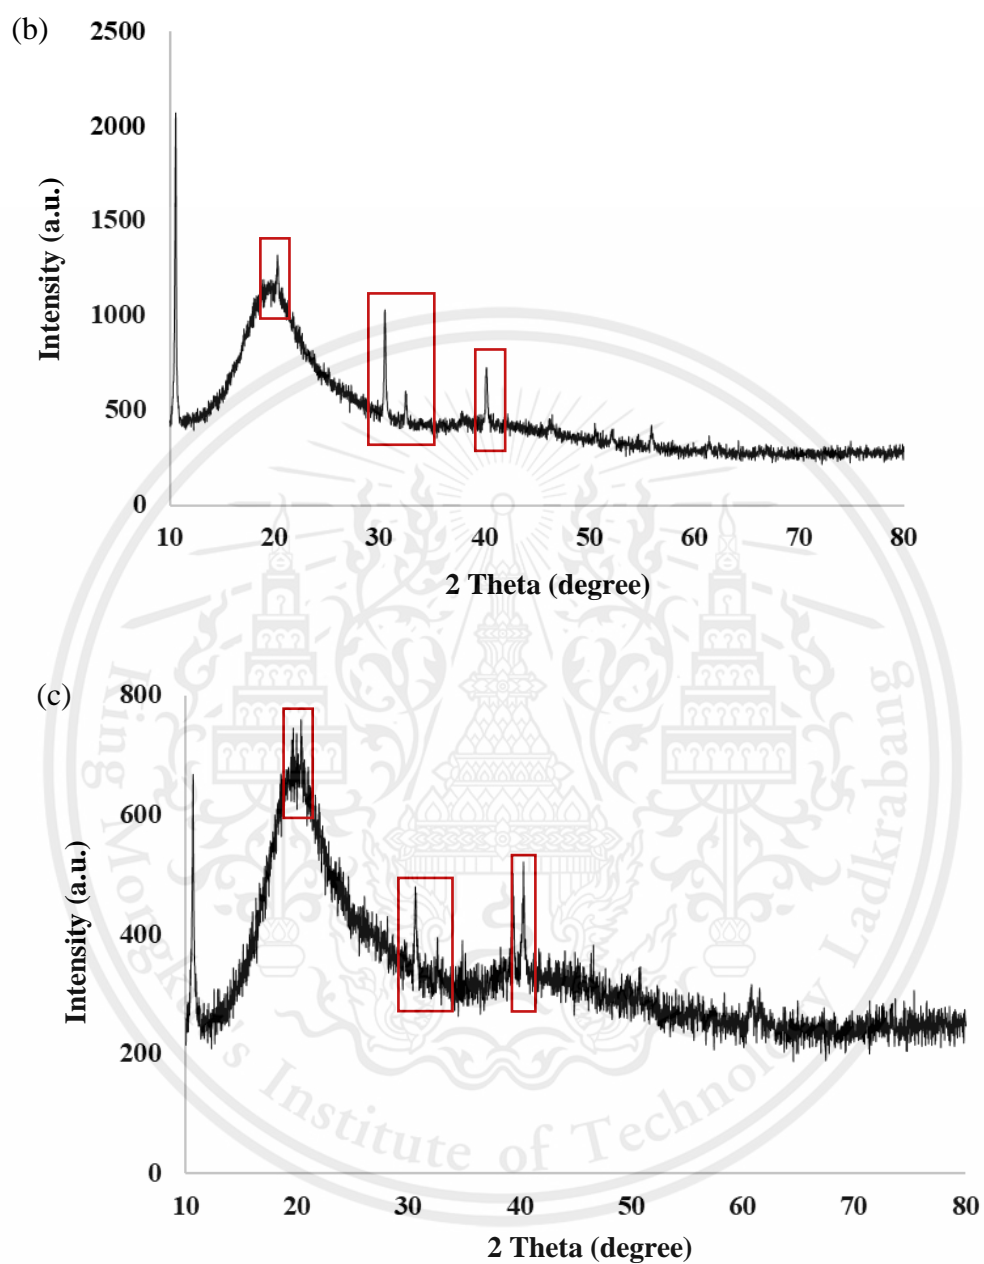 (b)
2500
2000
1500
1000
500
0
Intensity (a.u.)
10 20 30 40 50 60 70 80
2 Theta (degree)
(c)
800
600
400
200
0
Intensity (a.u.)
10 20 30 40 50 60 70 80
2 Theta (degree)
King Mongkut's Institute of Technology Ladkrabang